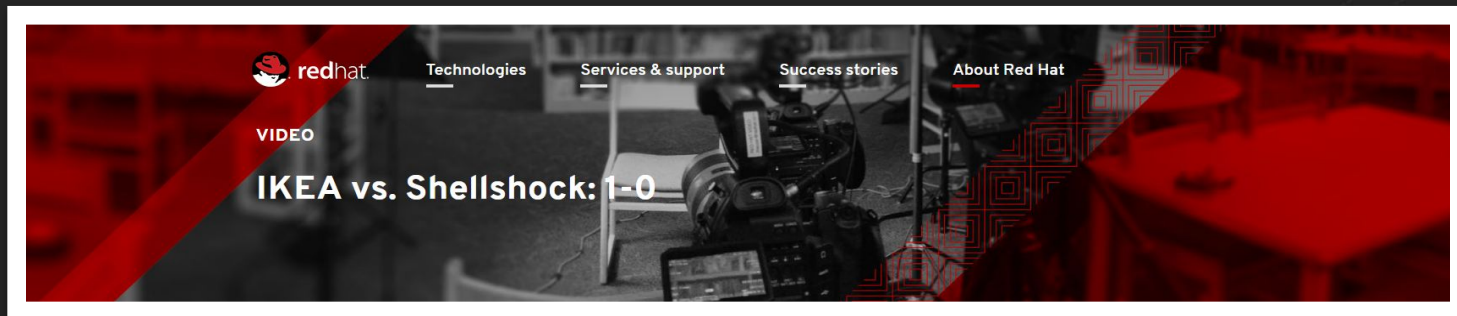 redhat. Technologies Services & support Success stories About Red Hat
VIDEO
IKEA vs. Shellshock: 1-0